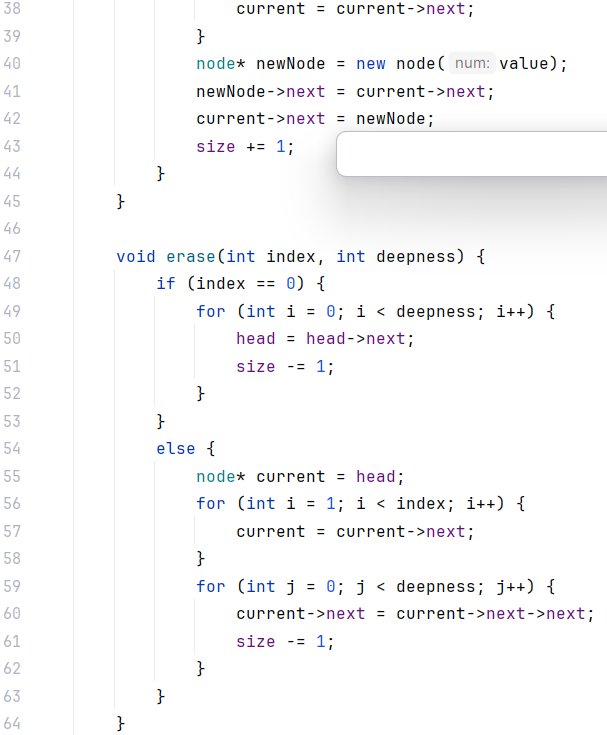 38 current = current->next;
39 }
40 node* newNode = new node( num: value);
41 newNode->next = current->next;
42 current->next = newNode;
43 size += 1;
44 }
45 }
46
47 void erase(int index, int deepness) {
48 if (index == 0) {
49 for (int i = 0; i < deepness; i++) {
50 head = head->next;
51 size -= 1;
52 }
53 }
54 else {
55 node* current = head;
56 for (int i = 1; i < index; i++) {
57 current = current->next;
58 }
59 for (int j = 0; j < deepness; j++) {
60 current->next = current->next->next;
61 size -= 1;
62 }
63 }
64 }